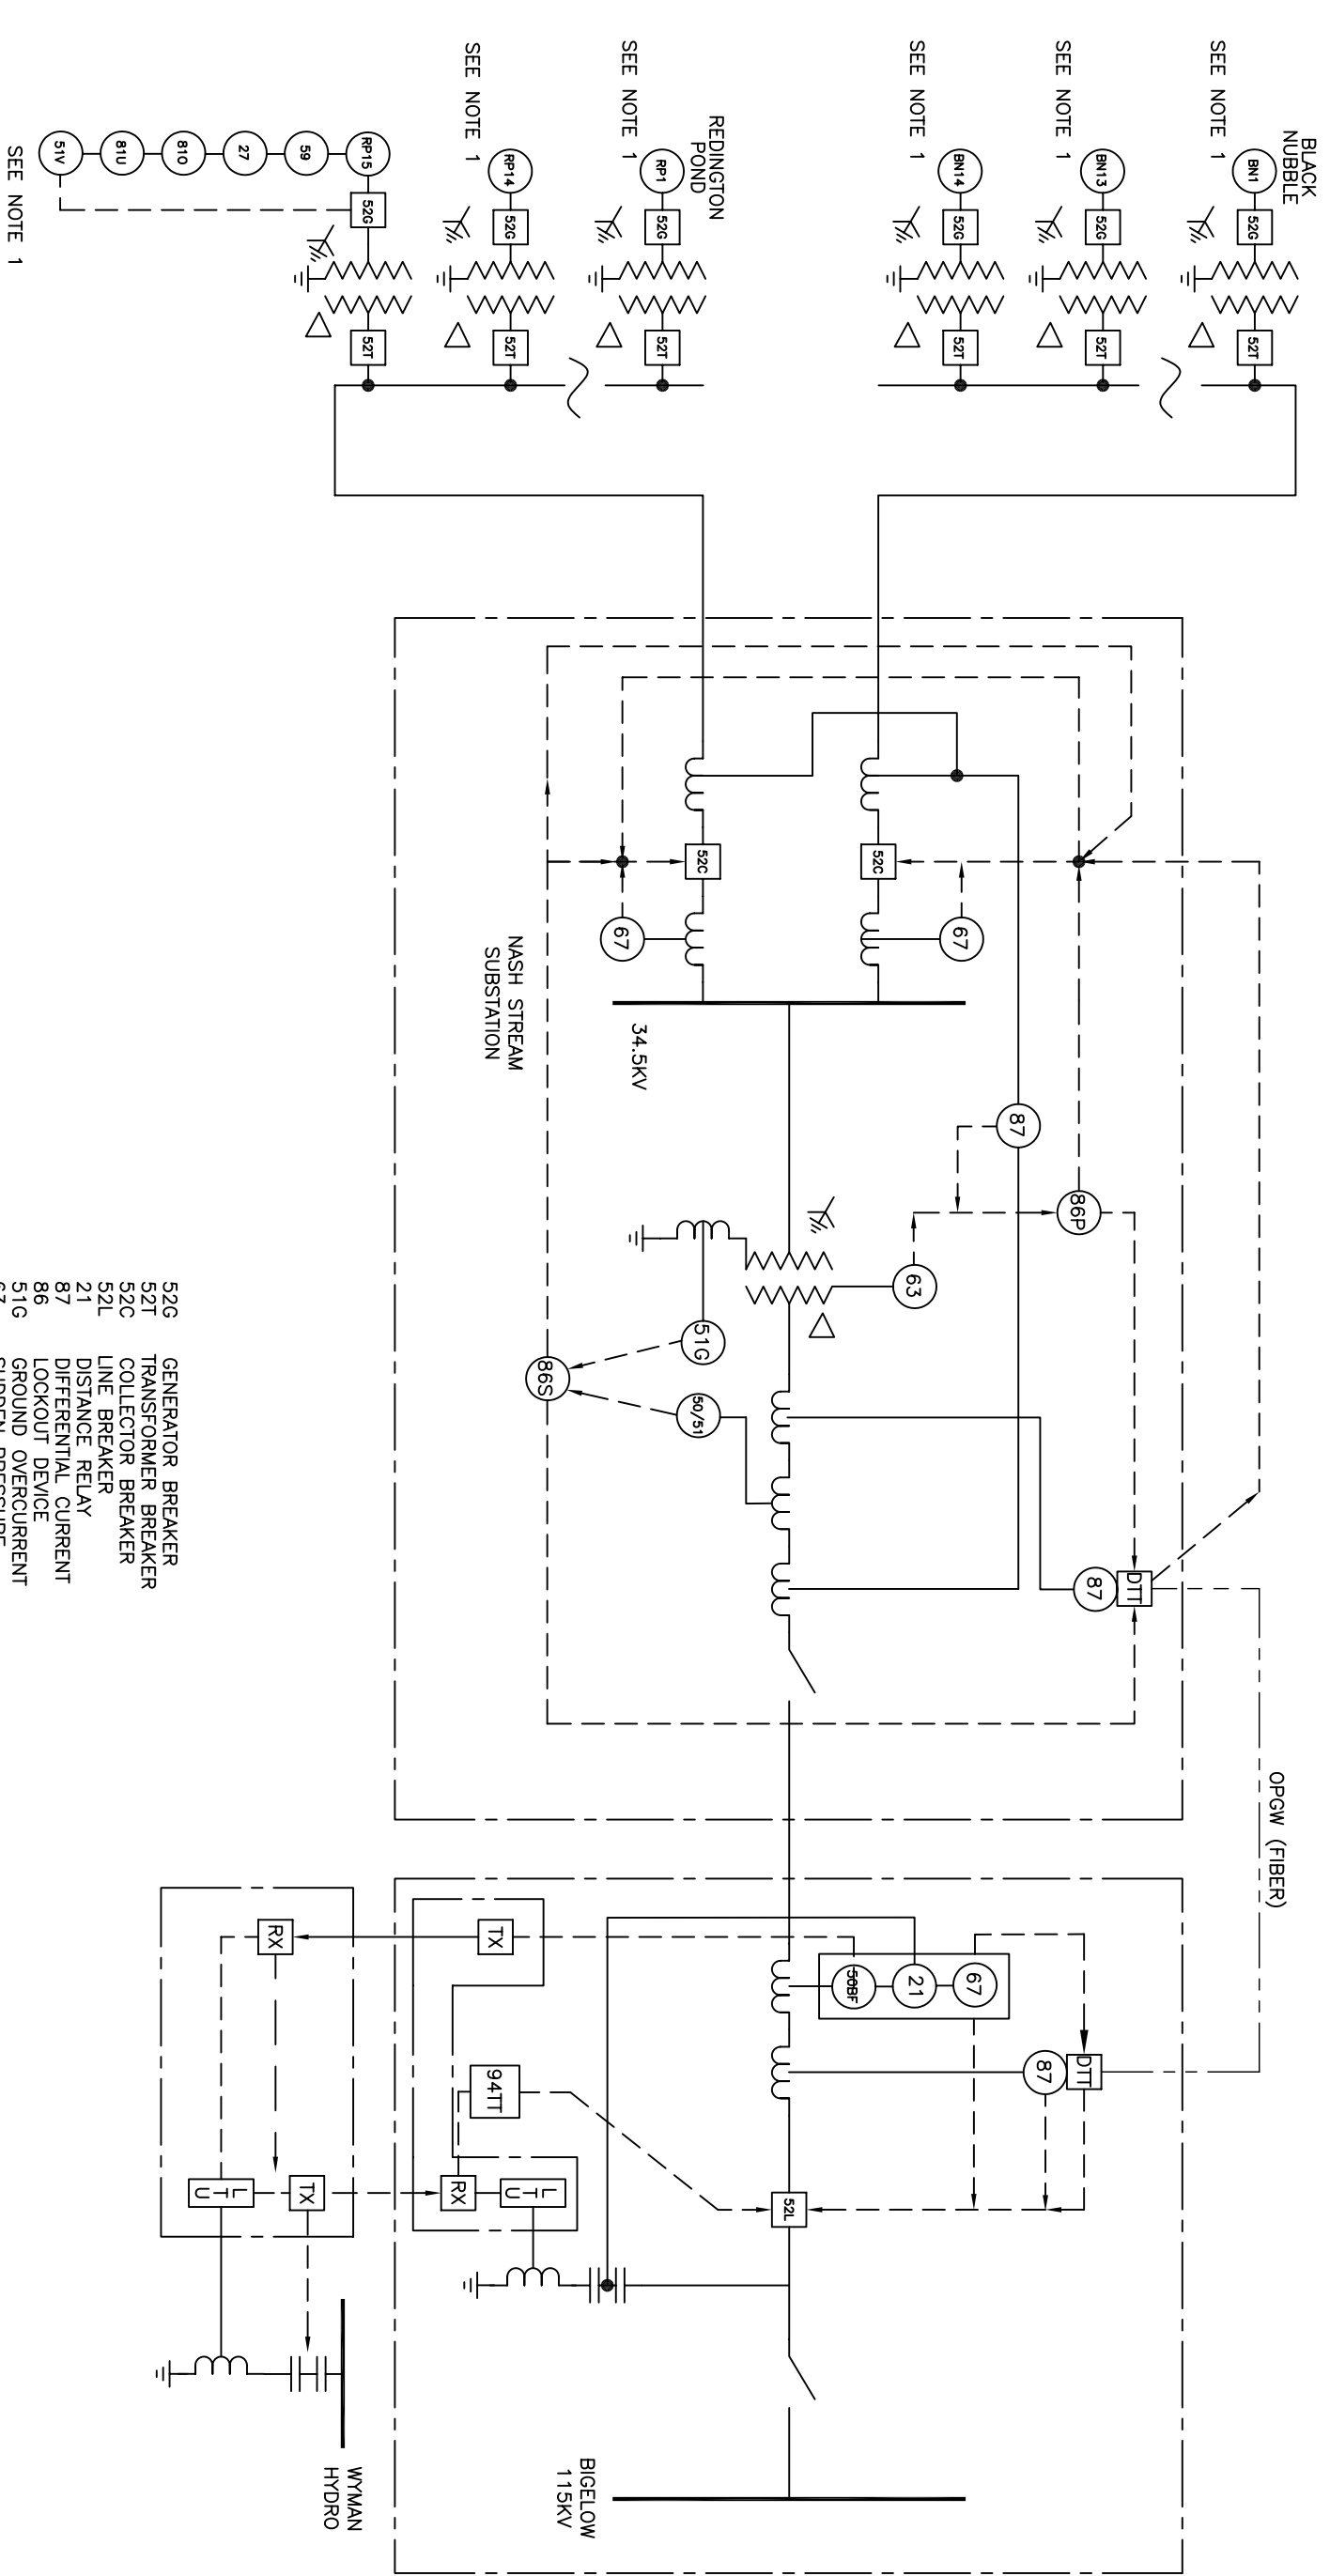 BLACK
NUBBLE
SEE NOTE 1
BN1
52G
52T
SEE NOTE 1
BN13
52G
52T
SEE NOTE 1
BN14
52G
52T
REDINGTON
POND
SEE NOTE 1
RP1
52G
52T
SEE NOTE 1
RP14
52G
52T
RP15
52G
52T
59
27
81O
81U
51V
SEE NOTE 1
52C
52C
67
67
34.5KV
NASH STREAM
SUBSTATION
87
86P
63
51G
50/51
86S
87
DTT
OPGW (FIBER)
67
21
50BF
DTT
87
TX
RX
94TT
RX
LTU
TX
LTU
52L
BIGELOW
115KV
WYMAN
HYDRO
52G GENERATOR BREAKER
52T TRANSFORMER BREAKER
52C COLLECTOR BREAKER
52L LINE BREAKER
21 DISTANCE RELAY
87 DIFFERENTIAL CURRENT
86 LOCKOUT DEVICE
51G GROUND OVERCURRENT
63 SUDDEN PRESSURE